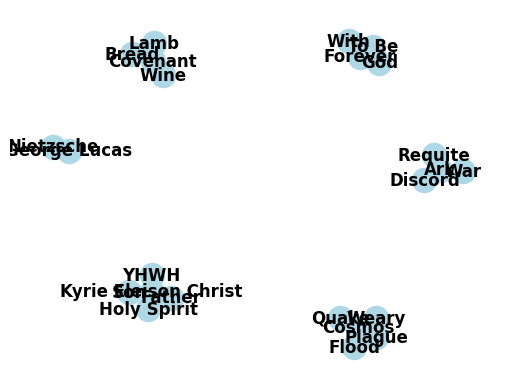 Lamb
Bread
Covenant
Wine
With
To Be
Forever
God
Nietzsche
George Lucas
Requite
Ark
War
Discord
YHWH
Kyrie Eleison Christ
Son
Father
Holy Spirit
Quake
Weary
Cosmos
Plague
Flood